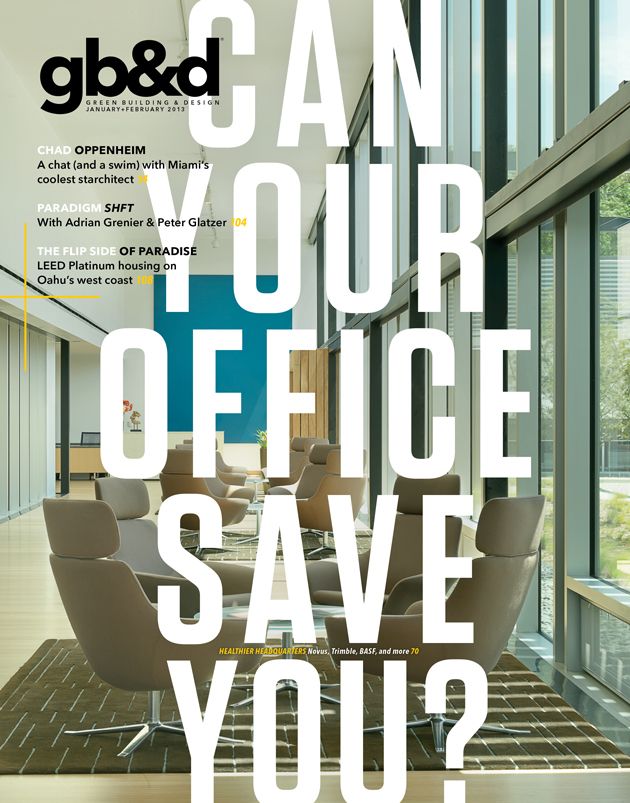 gb&d
GREEN BUILDING & DESIGN
JANUARY+FEBRUARY 2013
CHAD OPPENHEIM
A chat (and a swim) with Miami's
coolest starchitect
PARADIGM SHFT
With Adrian Grenier & Peter Glatzer 104
THE FLIP SIDE OF PARADISE
LEED Platinum housing on
Oahu's west coast 108
CAN
YOUR
OFFICE
SAVE
HEALTHIER HEADQUARTERS Novus, Trimble, BASF, and more 70
YOU?